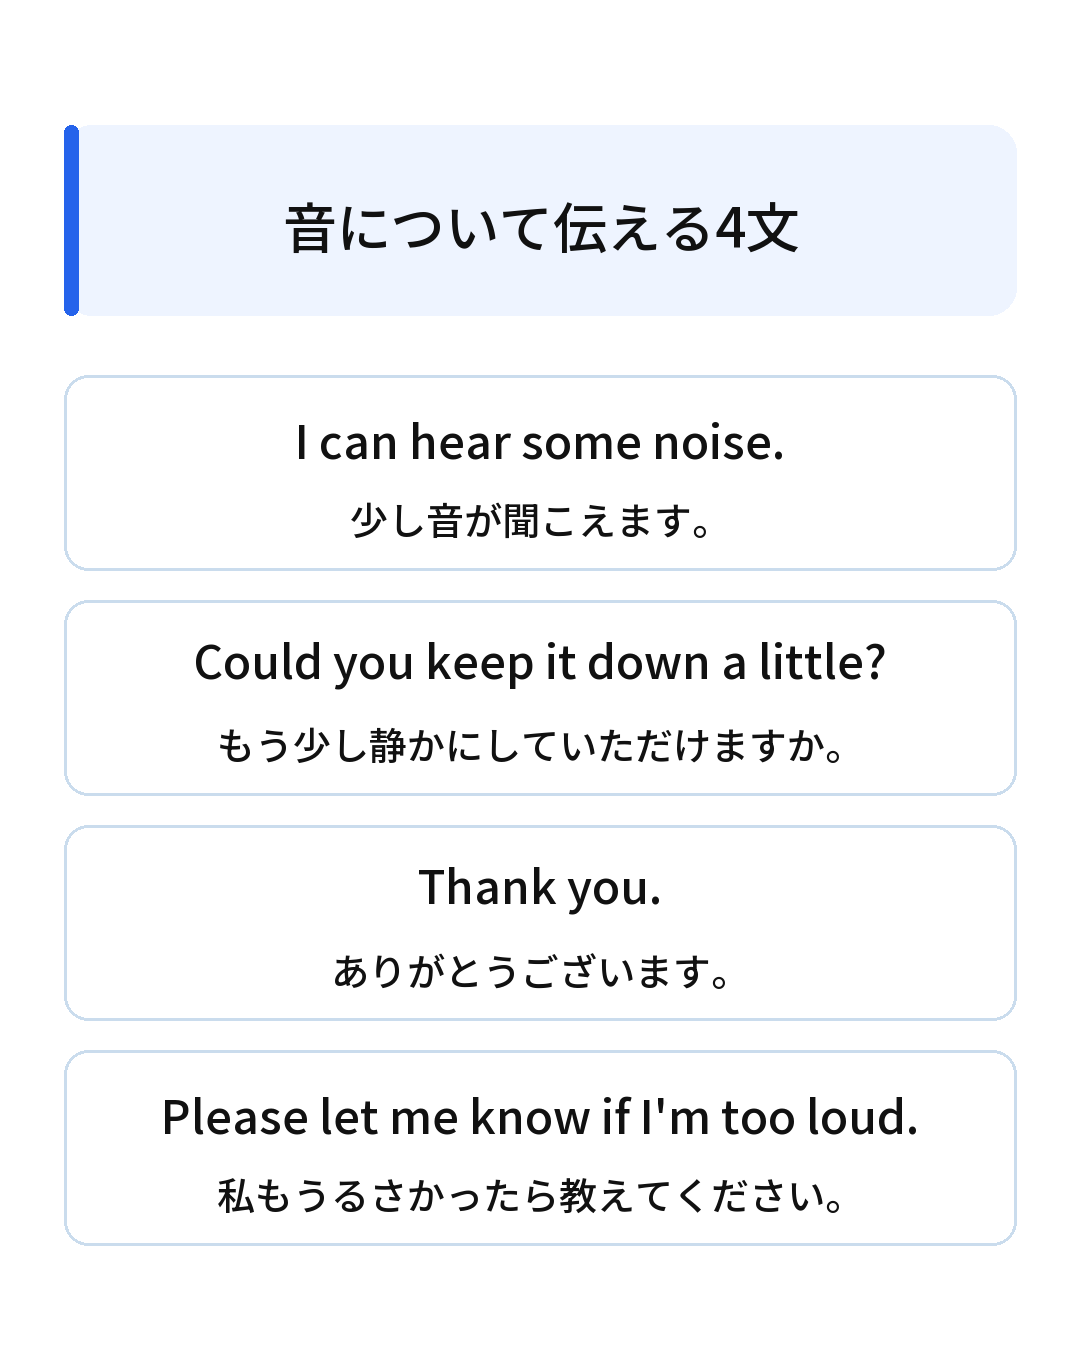 音について伝える4文
I can hear some noise.
少し音が聞こえます。
Could you keep it down a little?
もう少し静かにしていただけますか。
Thank you.
ありがとうございます。
Please let me know if I'm too loud.
私もうるさかったら教えてください。